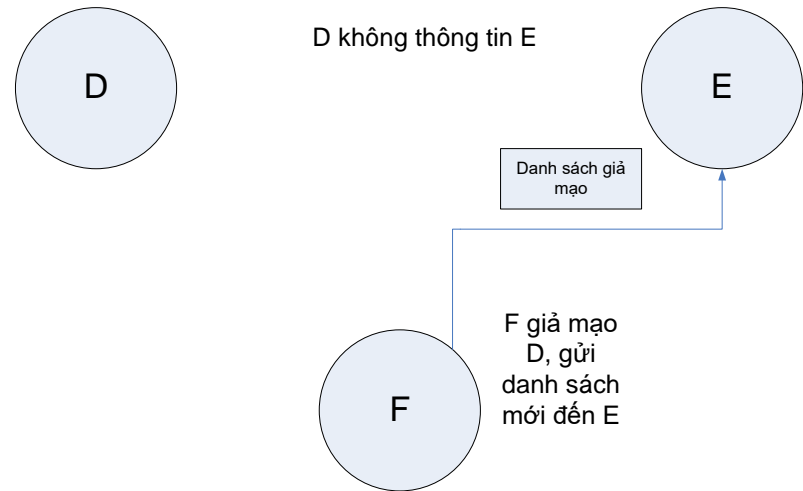 D không thông tin E
D
E
Danh sách giả
mạo
F giả mạo
D, gửi
danh sách
mới đến E
F